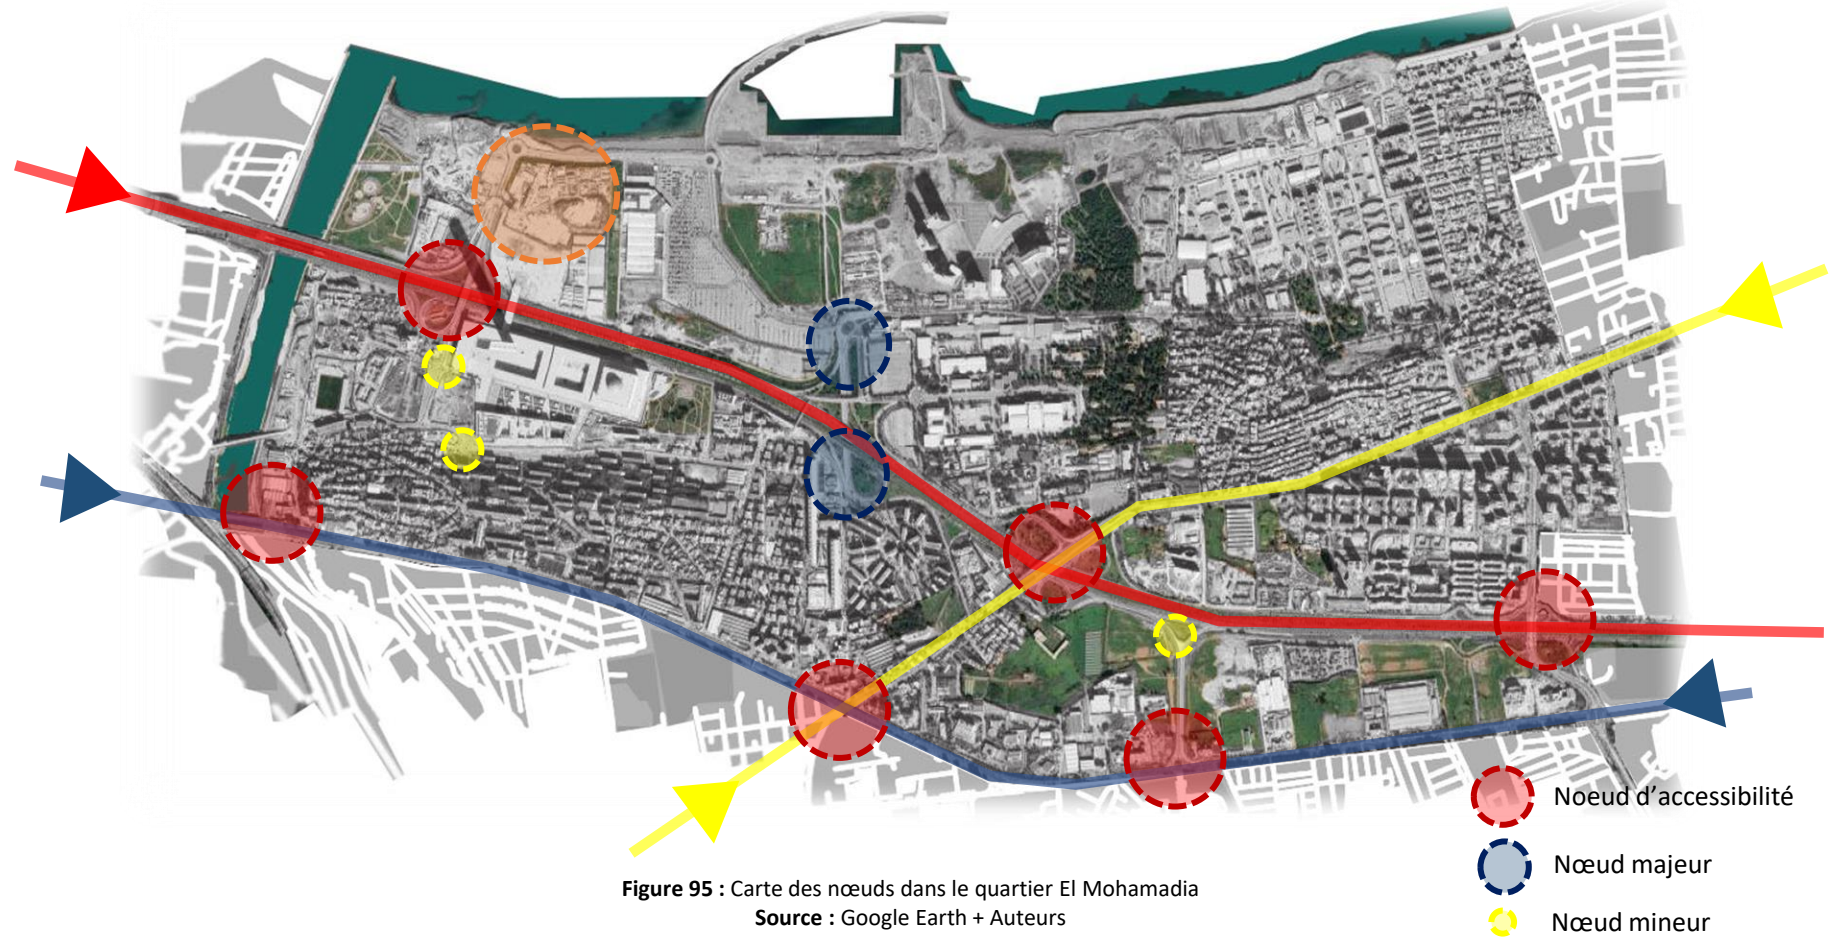 Noeud d'accessibilité
Nœud majeur
Nœud mineur
Figure 95 : Carte des nœuds dans le quartier El Mohamadia
Source : Google Earth + Auteurs